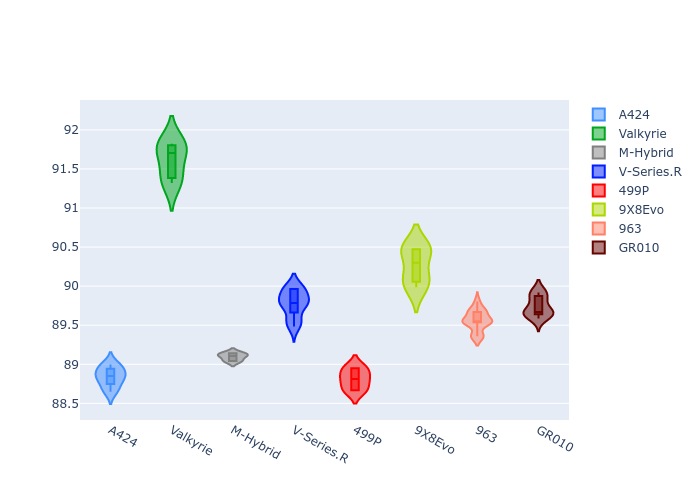 92
91.5
91
90.5
90
89.5
89
88.5
A424
Valkyrie
M-Hybrid
V-Series.R
499P
9X8Evo
963
GR010
A424
Valkyrie
M-Hybrid
V-Series.R
499P
9X8Evo
963
GR010